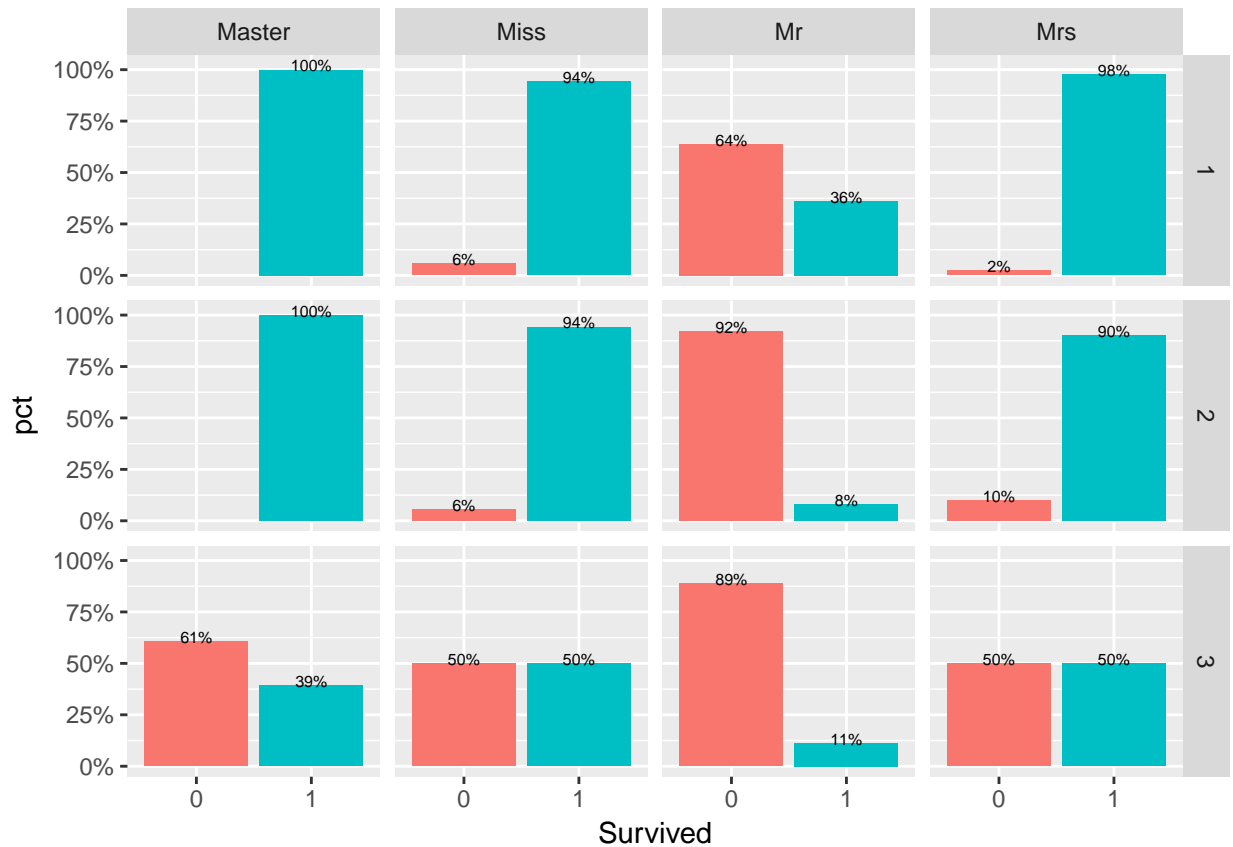 Master Miss Mr Mrs
100% 100% 94% 64% 36% 98% 1
75%
50%
25%
0% 6% 2%
100% 100% 94% 92% 90% 2
75%
50%
25%
0% 6% 8% 10%
pct
100% 89% 3
75% 61%
50% 39% 50% 50% 50% 50%
25% 11%
0%
0 1 0 1 0 1 0 1
Survived